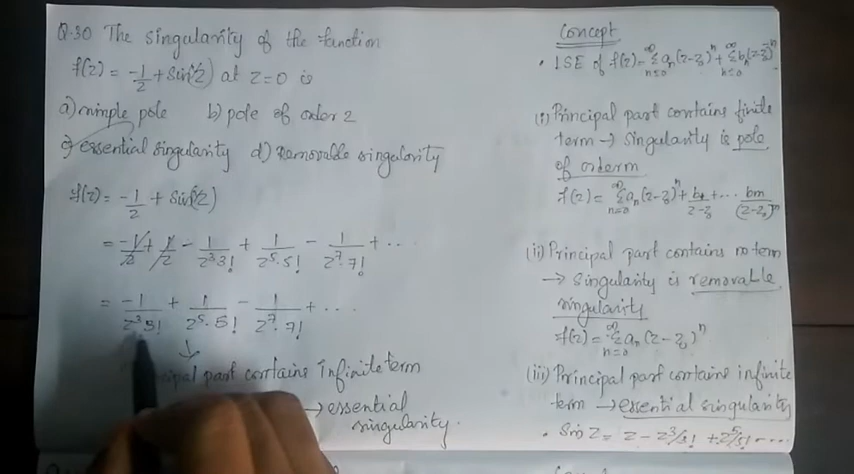 Q.30 The singularity of the function
f(z) = -1/z + Sin(1/z) at z=0 is
a) simple pole b) pole of order 2
c) essential singularity d) removable singularity
f(z) = -1/z + Sin(1/z)
= -1/z + 1/z - 1/z³3! + 1/z⁵·5! - 1/z⁷·7! + ...
= -1/z³3! + 1/z⁵·5! - 1/z⁷·7! + ....
cipal part contains infinite term
→ essential
singularity.
Concept
• LSE of f(z) = ∞Σn=0 aₙ(z-z₀)ⁿ + ∞Σn=0 bₙ(z-z₀)⁻ⁿ
(i) Principal part contains finite
term → singularity is pole
of order m
f(z) = ∞Σn=0 aₙ(z-z₀)ⁿ + b₁/z-z₀ + ... bm/(z-z₀)ⁿ
(ii) Principal part contains no term
→ singularity is removable
singularity
f(z) = ∞Σn=0 aₙ(z-z₀)ⁿ
(iii) Principal part contains infinite
term → essential singularity
• Sin z = z - z³/3! + z⁵/5! - ....